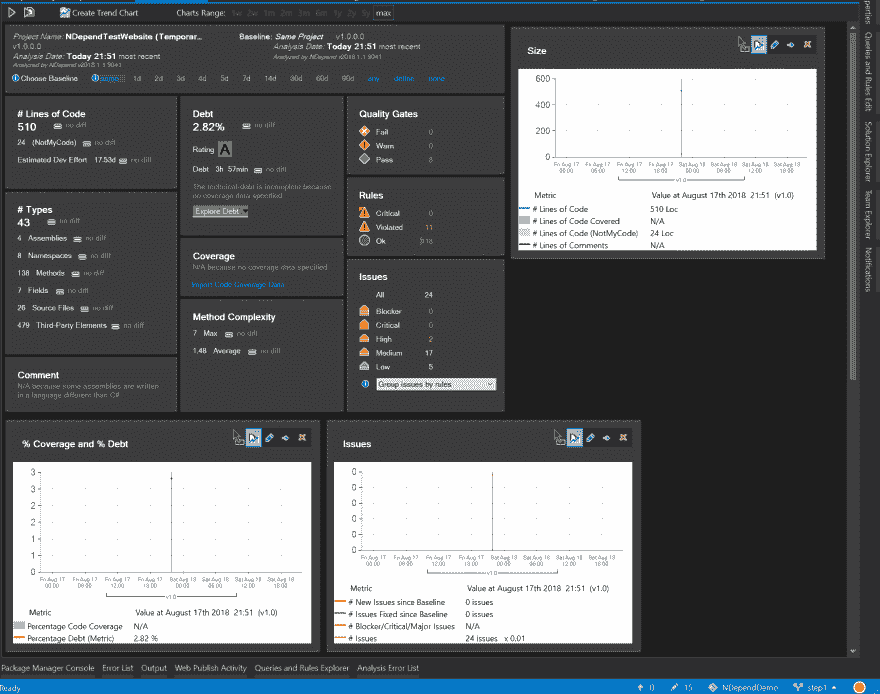 Create Trend Chart Charts Range: 1w 2w 1m 2m 3m 6m 1y 2y 5y max
Project Name: NDependTestWebsite (Temporar...
v1.0.0.0
Analysis Date: Today 21:51 most recent
Analyzed by NDepend v2018.1.1.9041
Baseline: Same Project v1.0.0.0
Analysis Date: Today 21:51 most recent
Analyzed by NDepend v2018.1.1.9041
Choose Baseline 1d 2d 3d 4d 5d 7d 14d 30d 60d 90d any define none
# Lines of Code
510 no diff
24 (NotMyCode) no diff
Estimated Dev Effort 17.53d no diff
# Types
43 no diff
4 Assemblies no diff
8 Namespaces no diff
138 Methods no diff
7 Fields no diff
26 Source Files no diff
479 Third-Party Elements no diff
Comment
N/A because some assemblies are written
in a language different than C#
Debt
2.82% no diff
Rating A
Debt 3h 57min no diff
The technical-debt is incomplete because
no coverage data specified
Explore Debt
Coverage
N/A because no coverage data specified
Import Code Coverage Data
Method Complexity
7 Max no diff
1.48 Average no diff
Quality Gates
Fail 0
Warn 0
Pass 8
Rules
Critical 0
Violated 11
Ok
Issues
All 24
Blocker 0
Critical 0
High 2
Medium 17
Low 5
Group issues by rules
Size
600
400
200
0
Fri Aug 17 00:00 Fri Aug 17 06:00 Fri Aug 17 12:00 Fri Aug 17 18:00 Sat Aug 18 00:00 Sat Aug 18 06:00 Sat Aug 18 12:00 Sat Aug 18 18:00
v1.0
Metric Value at August 17th 2018 21:51 (v1.0)
# Lines of Code 510 Loc
# Lines of Code Covered N/A
# Lines of Code (NotMyCode) 24 Loc
# Lines of Comments N/A
% Coverage and % Debt
3
3
2
2
1
1
0
Fri Aug 17 00:00 Fri Aug 17 06:00 Fri Aug 17 12:00 Fri Aug 17 18:00 Sat Aug 18 00:00 Sat Aug 18 06:00 Sat Aug 18 12:00 Sat Aug 18 18:00
v1.0
Metric Value at August 17th 2018 21:51 (v1.0)
Percentage Code Coverage N/A
Percentage Debt (Metric) 2.82 %
Issues
0
0
0
0
0
0
Fri Aug 17 00:00 Fri Aug 17 06:00 Fri Aug 17 12:00 Fri Aug 17 18:00 Sat Aug 18 00:00 Sat Aug 18 06:00 Sat Aug 18 12:00 Sat Aug 18 18:00
v1.0
Metric Value at August 17th 2018 21:51 (v1.0)
# New Issues since Baseline 0 issues
# Issues Fixed since Baseline 0 issues
# Blocker/Critical/Major Issues N/A
# Issues 24 issues x 0.01
perties
Queries and Rules Edit
Solution Explorer
Team Explorer
Notifications
Package Manager Console Error List Output Web Publish Activity Queries and Rules Explorer Analysis Error List
Ready 0 15 NDependDemo step1